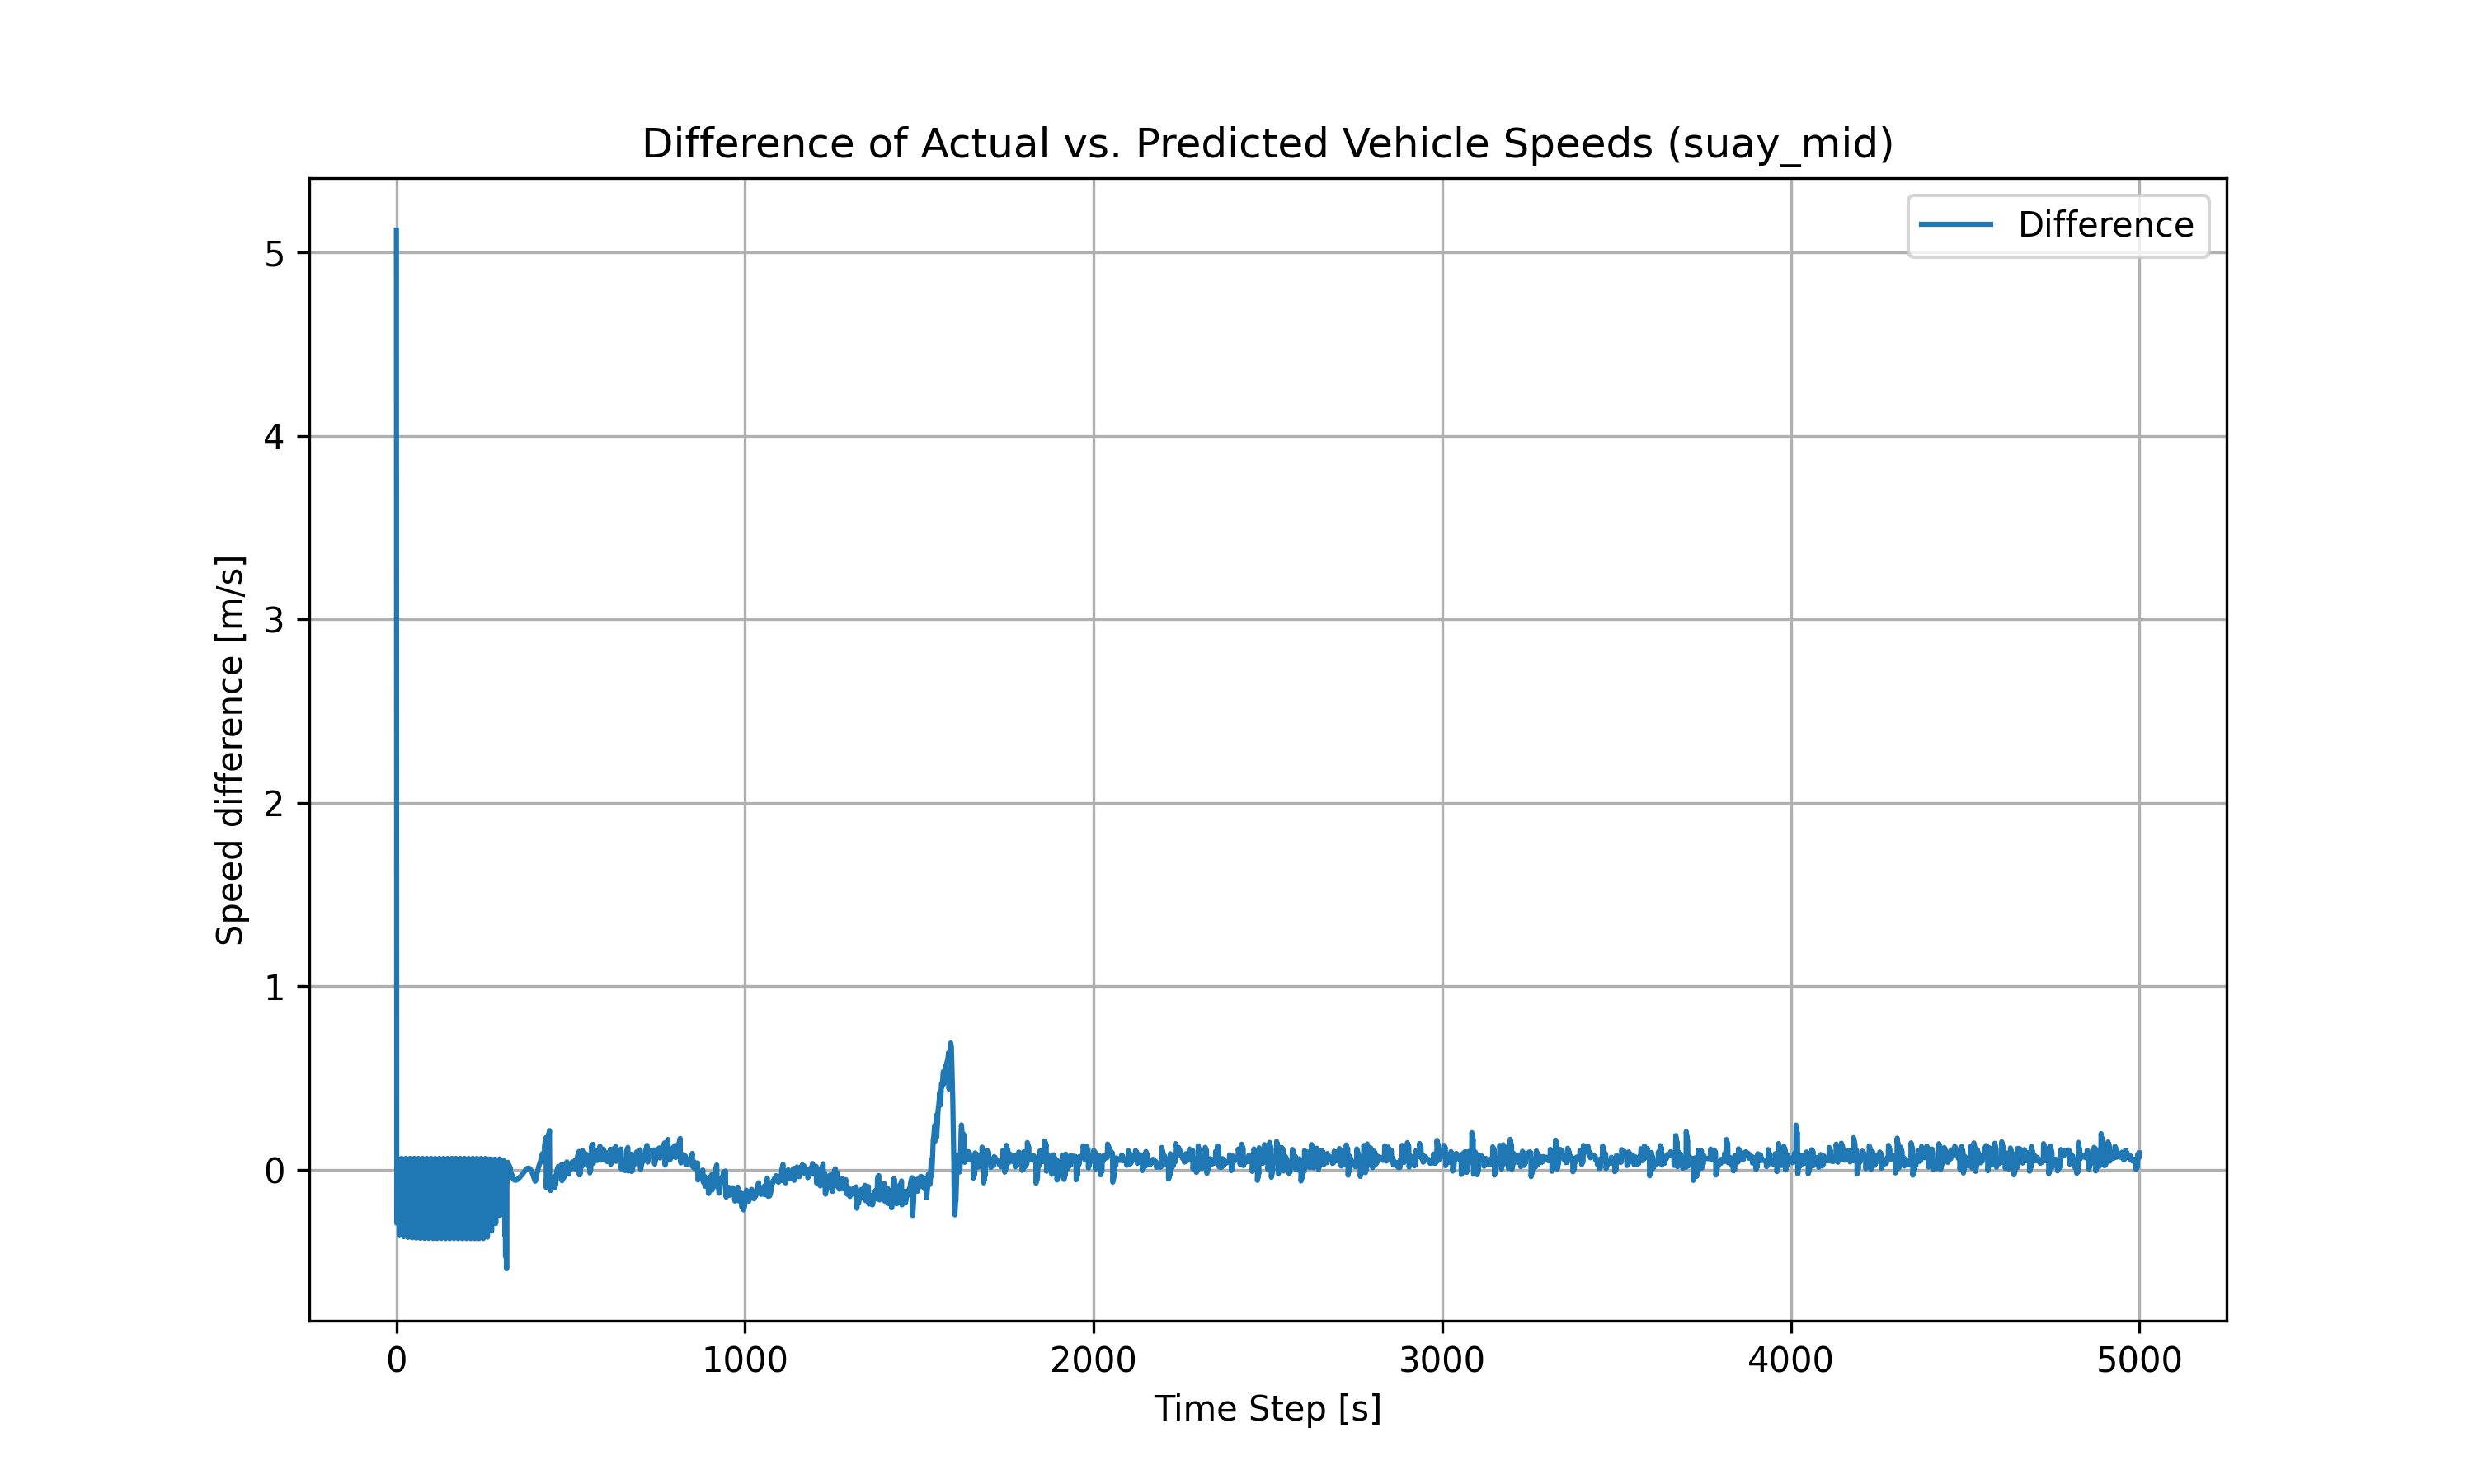 Difference of Actual vs. Predicted Vehicle Speeds (suay_mid)
Difference
Speed difference [m/s]
5
4
3
2
1
0
0 1000 2000 3000 4000 5000
Time Step [s]